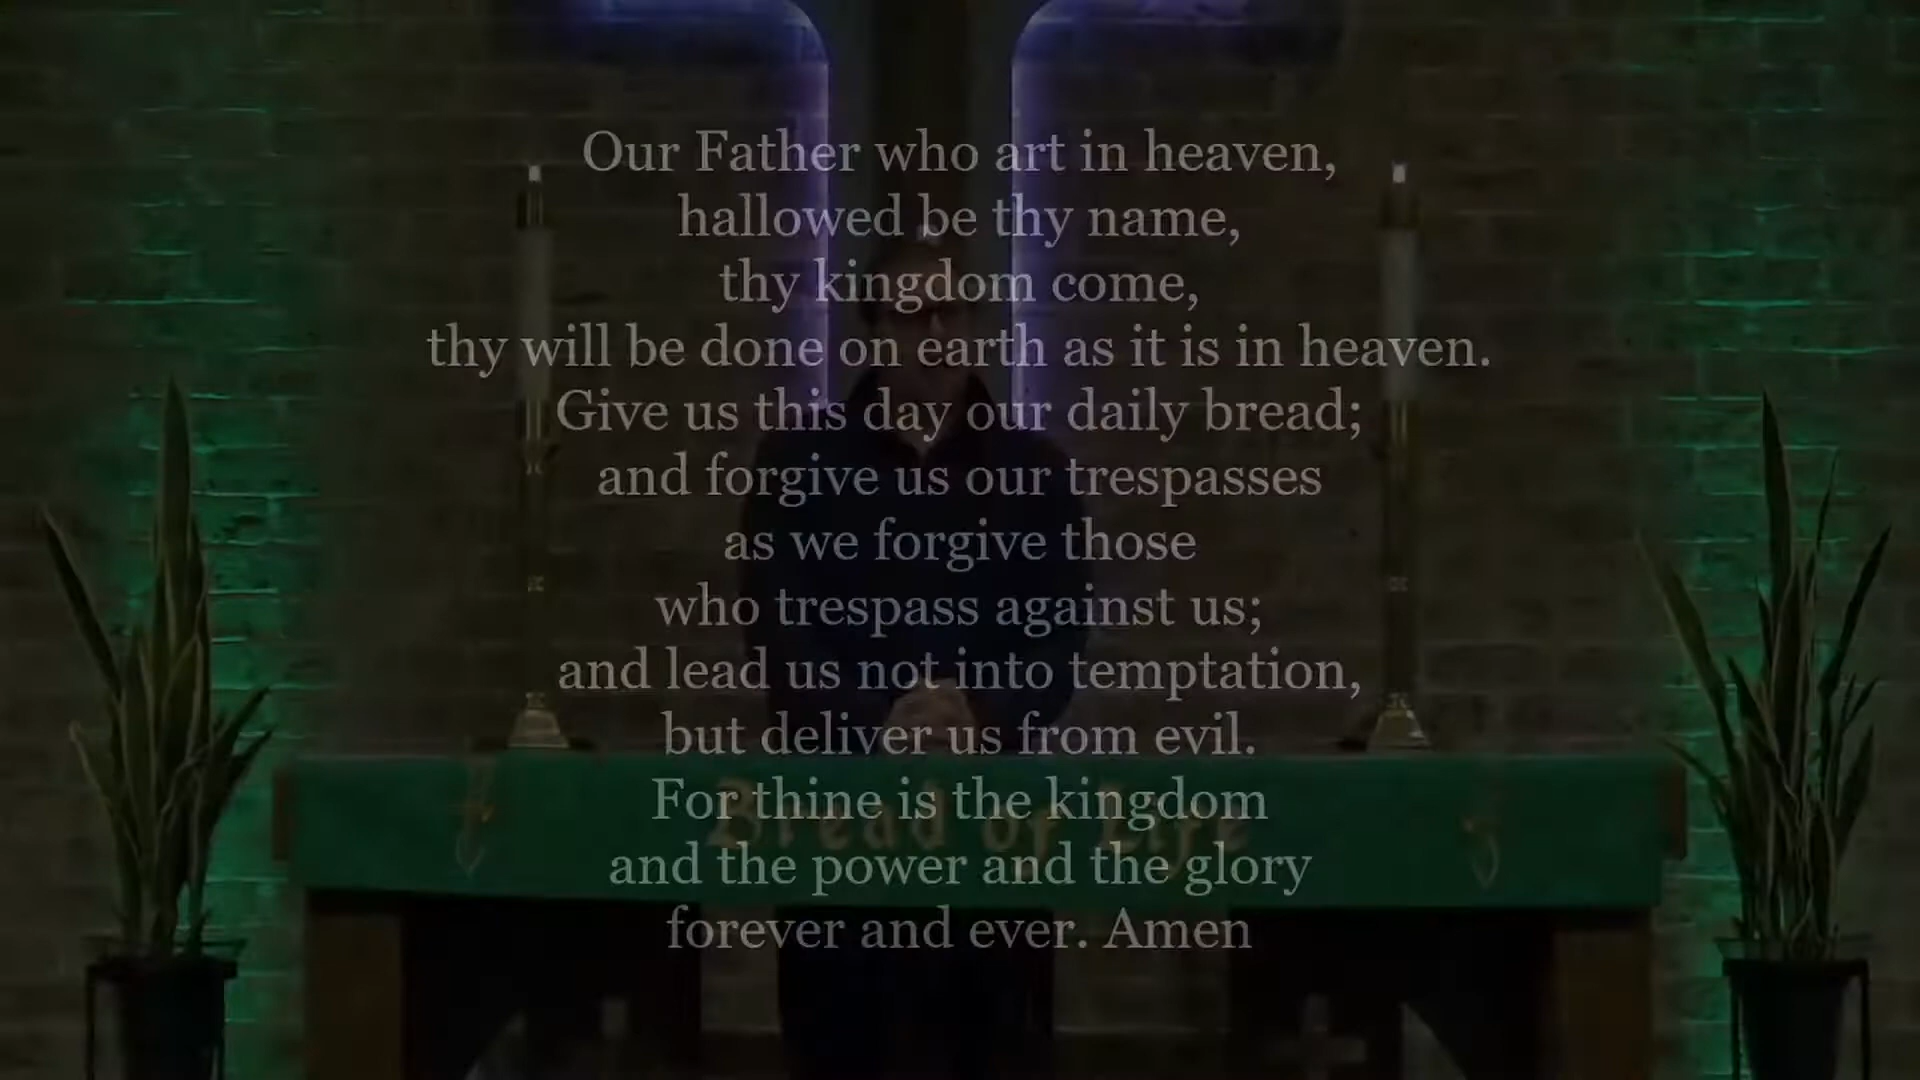 Our Father who art in heaven,
hallowed be thy name,
thy kingdom come,
thy will be done on earth as it is in heaven.
Give us this day our daily bread;
and forgive us our trespasses
as we forgive those
who trespass against us;
and lead us not into temptation,
but deliver us from evil.
For thine is the kingdom
and the power and the glory
forever and ever. Amen
Bread of Life